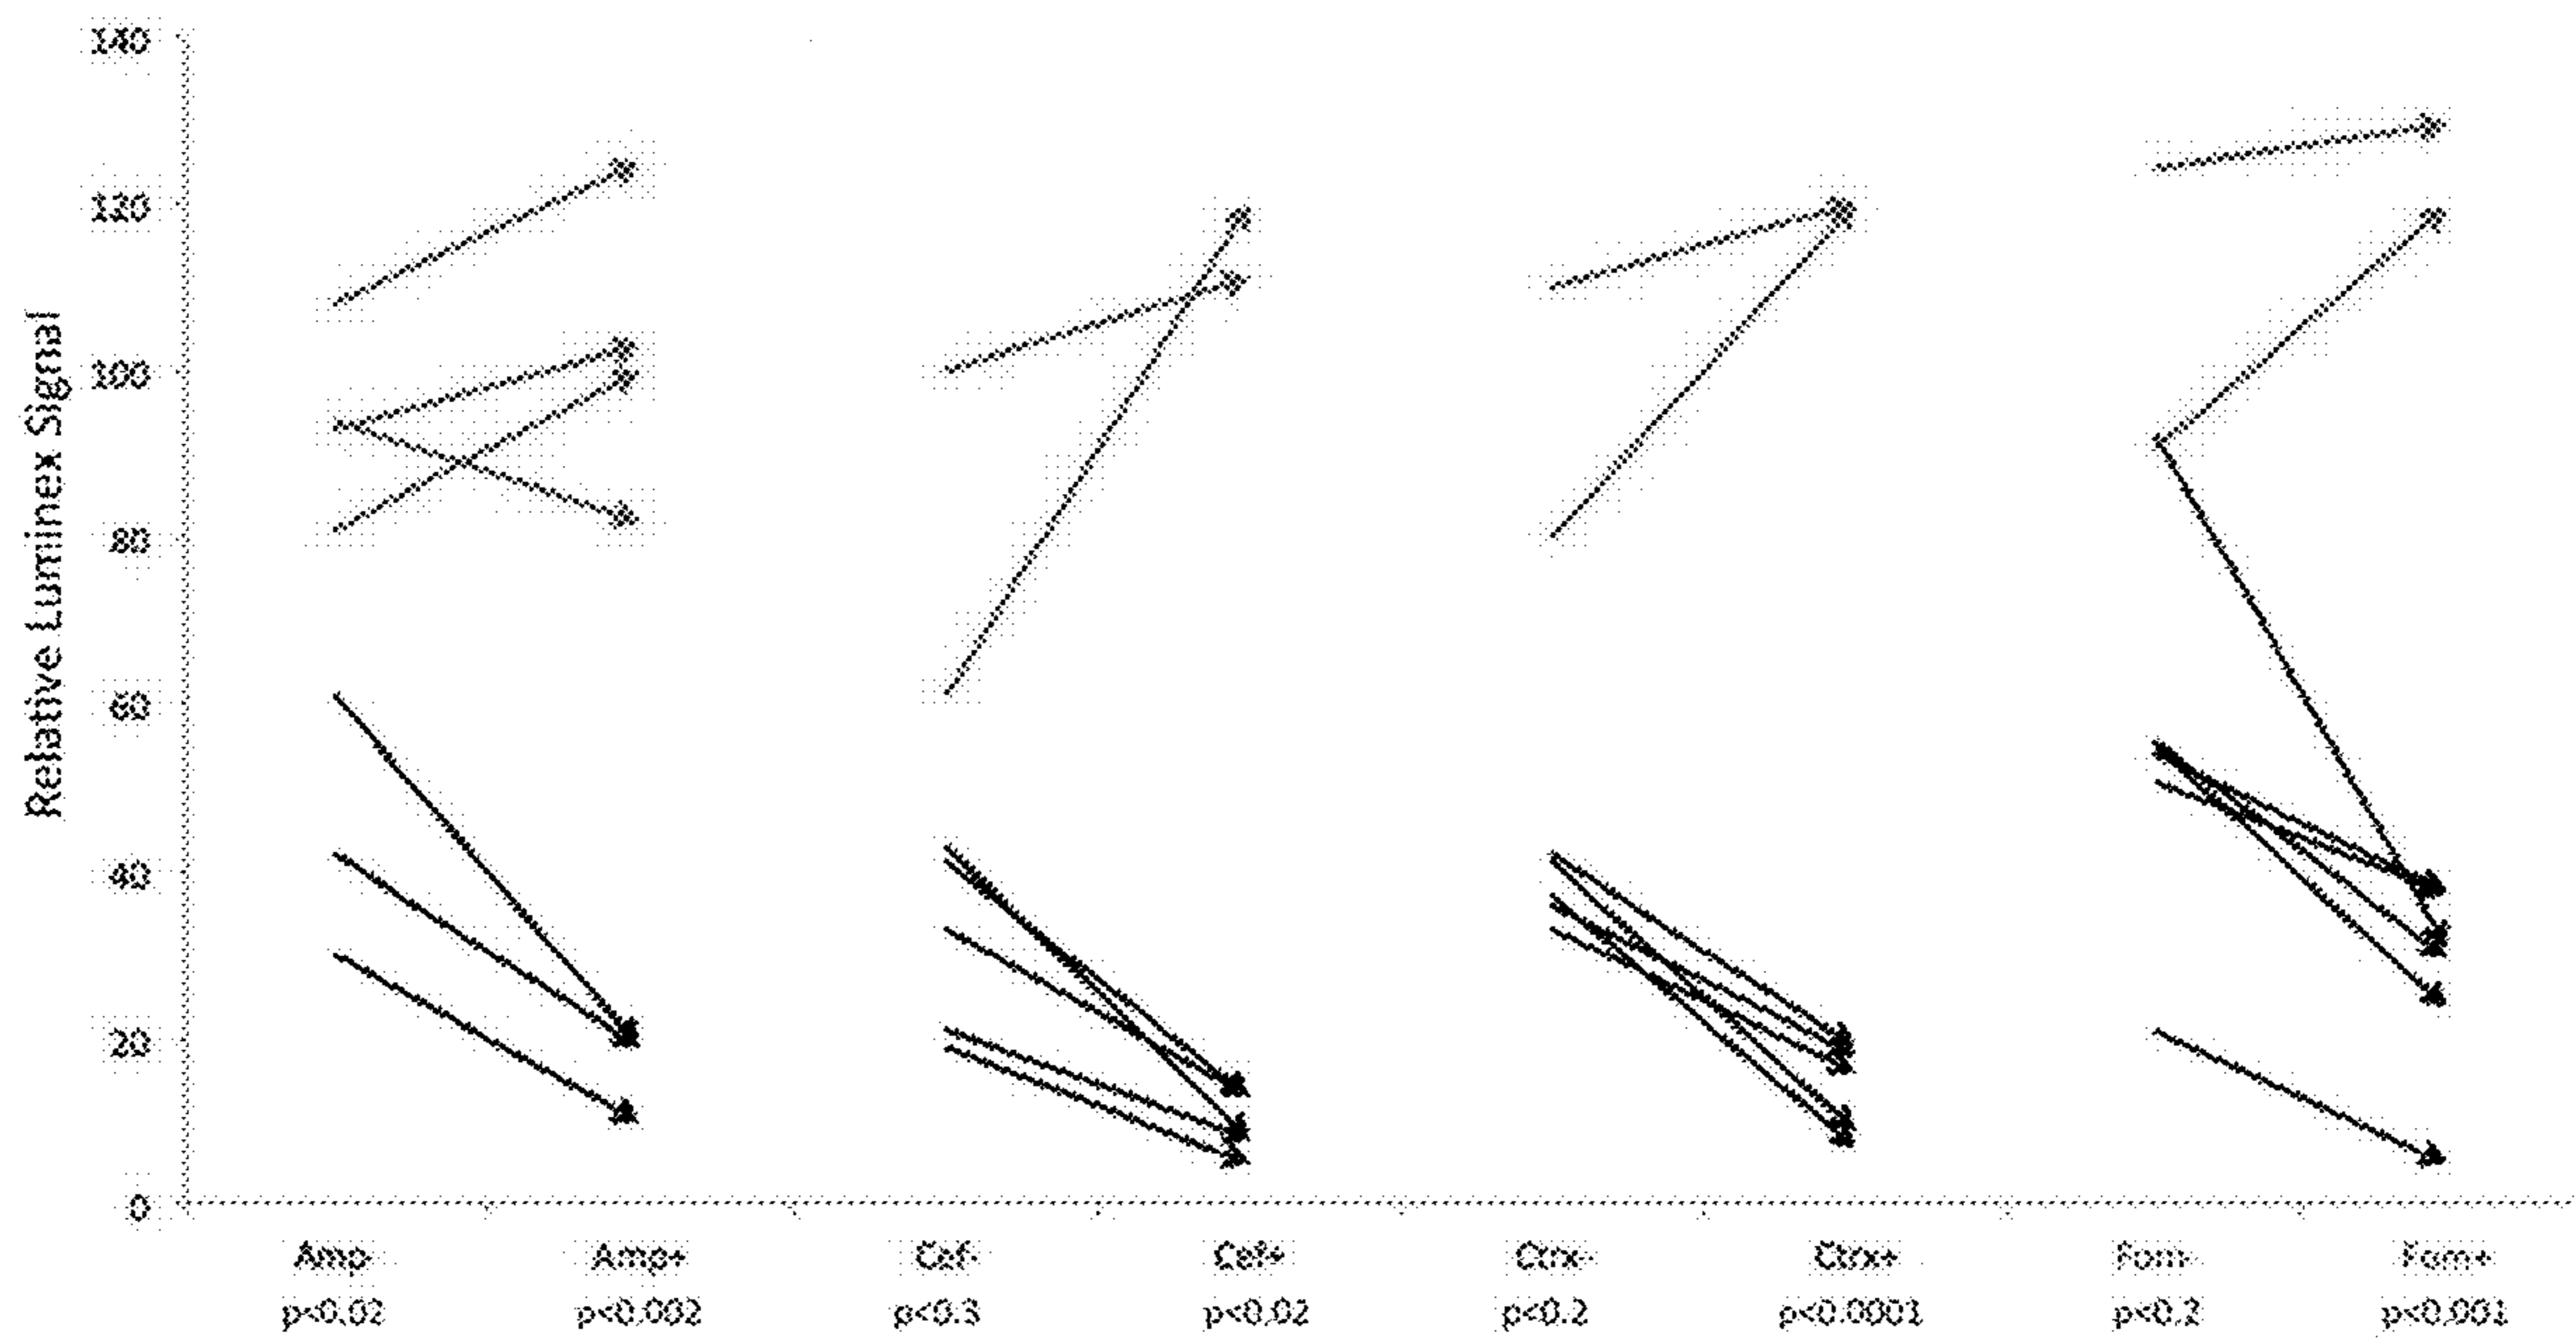 Relative Luminex Signal
140
120
100
80
60
40
20
0
Amp- Amp+ Cef- Cef+ Ctrx- Ctrx+ Fom- Fom+
p<0.02 p<0.002 p<0.3 p<0.02 p<0.2 p<0.0001 p<0.2 p<0.001